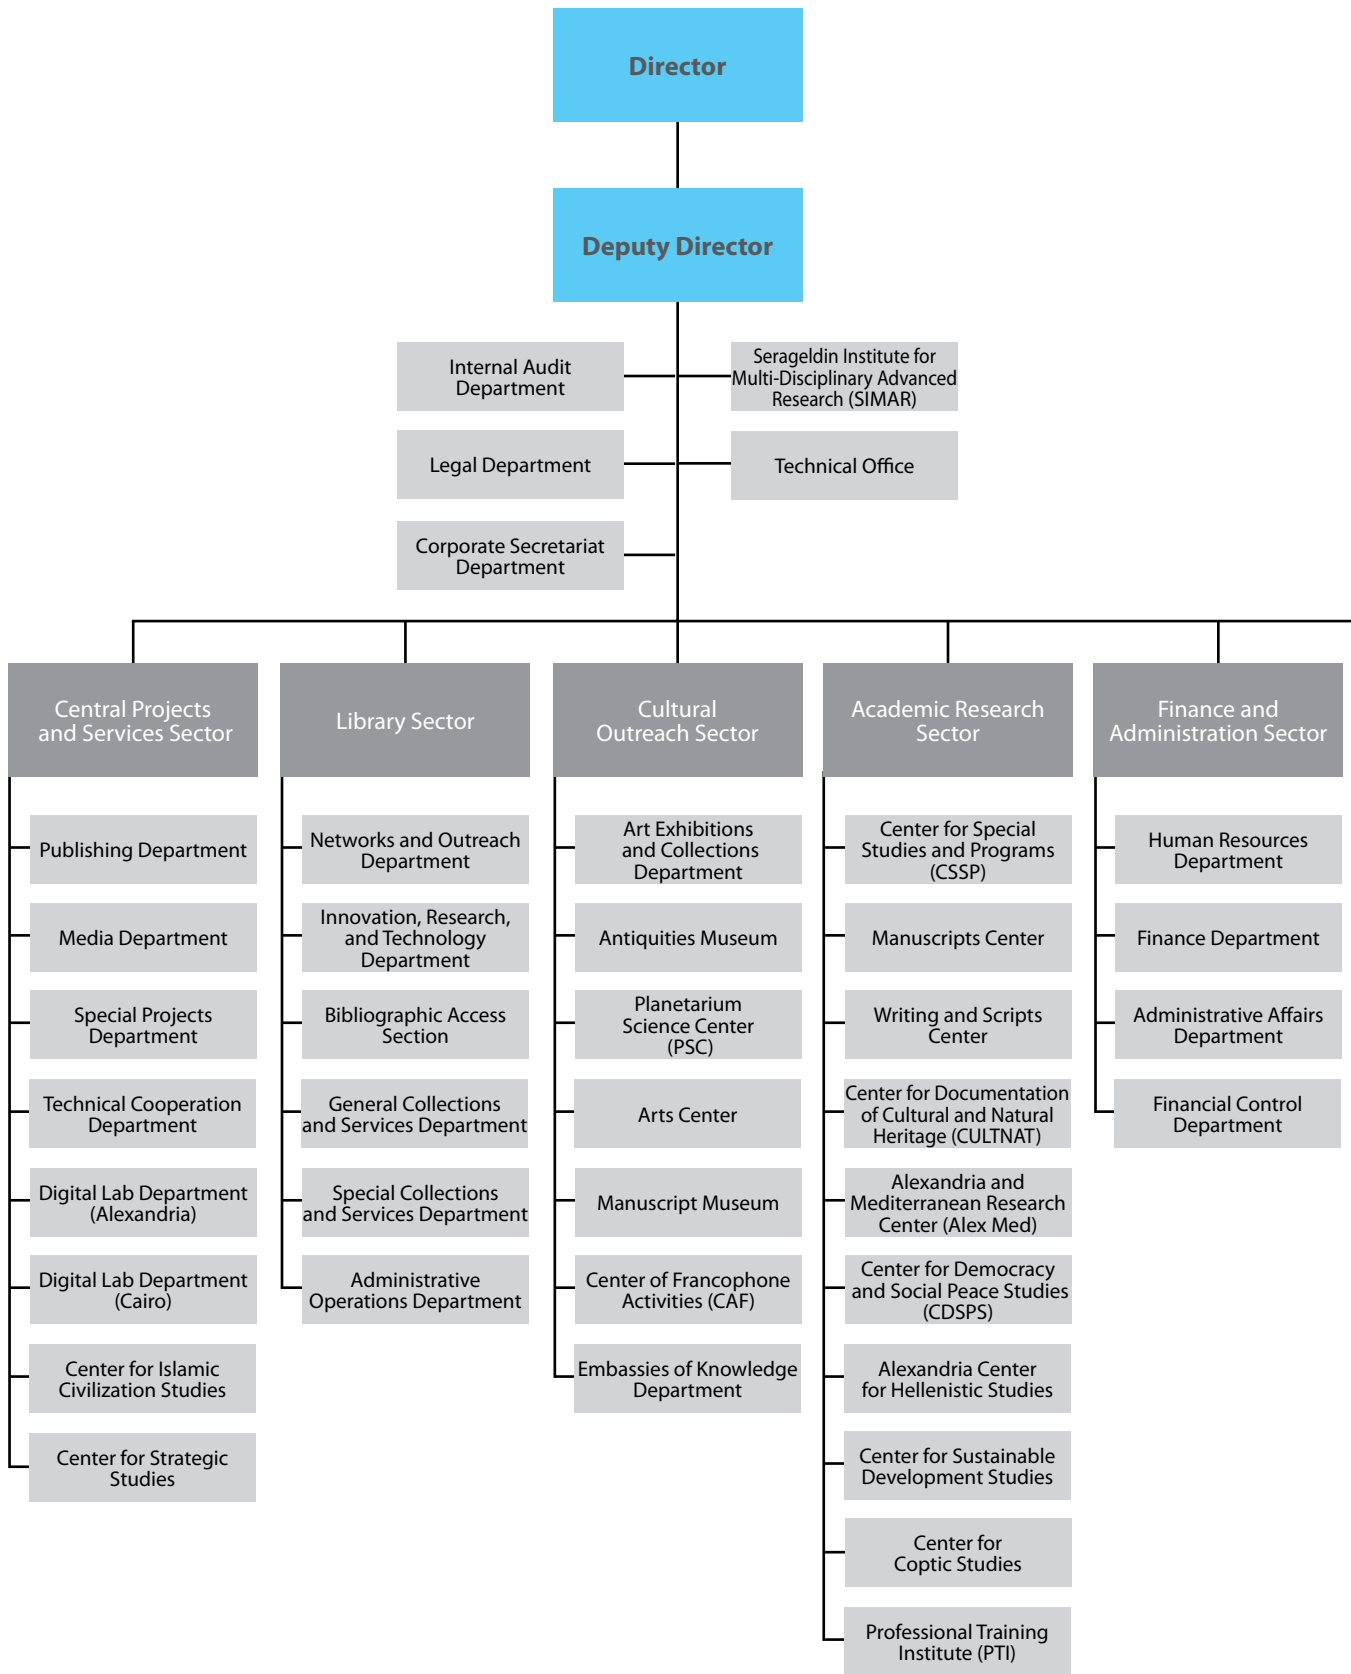 Director
Deputy Director
Internal Audit
Department
Serageldin Institute for
Multi-Disciplinary Advanced
Research (SIMAR)
Legal Department
Technical Office
Corporate Secretariat
Department
Central Projects
and Services Sector
Publishing Department
Media Department
Special Projects
Department
Technical Cooperation
Department
Digital Lab Department
(Alexandria)
Digital Lab Department
(Cairo)
Center for Islamic
Civilization Studies
Center for Strategic
Studies
Library Sector
Networks and Outreach
Department
Innovation, Research,
and Technology
Department
Bibliographic Access
Section
General Collections
and Services Department
Special Collections
and Services Department
Administrative
Operations Department
Cultural
Outreach Sector
Art Exhibitions
and Collections
Department
Antiquities Museum
Planetarium
Science Center
(PSC)
Arts Center
Manuscript Museum
Center of Francophone
Activities (CAF)
Embassies of Knowledge
Department
Academic Research
Sector
Center for Special
Studies and Programs
(CSSP)
Manuscripts Center
Writing and Scripts
Center
Center for Documentation
of Cultural and Natural
Heritage (CULTNAT)
Alexandria and
Mediterranean Research
Center (Alex Med)
Center for Democracy
and Social Peace Studies
(CDSPS)
Alexandria Center
for Hellenistic Studies
Center for Sustainable
Development Studies
Center for
Coptic Studies
Professional Training
Institute (PTI)
Finance and
Administration Sector
Human Resources
Department
Finance Department
Administrative Affairs
Department
Financial Control
Department